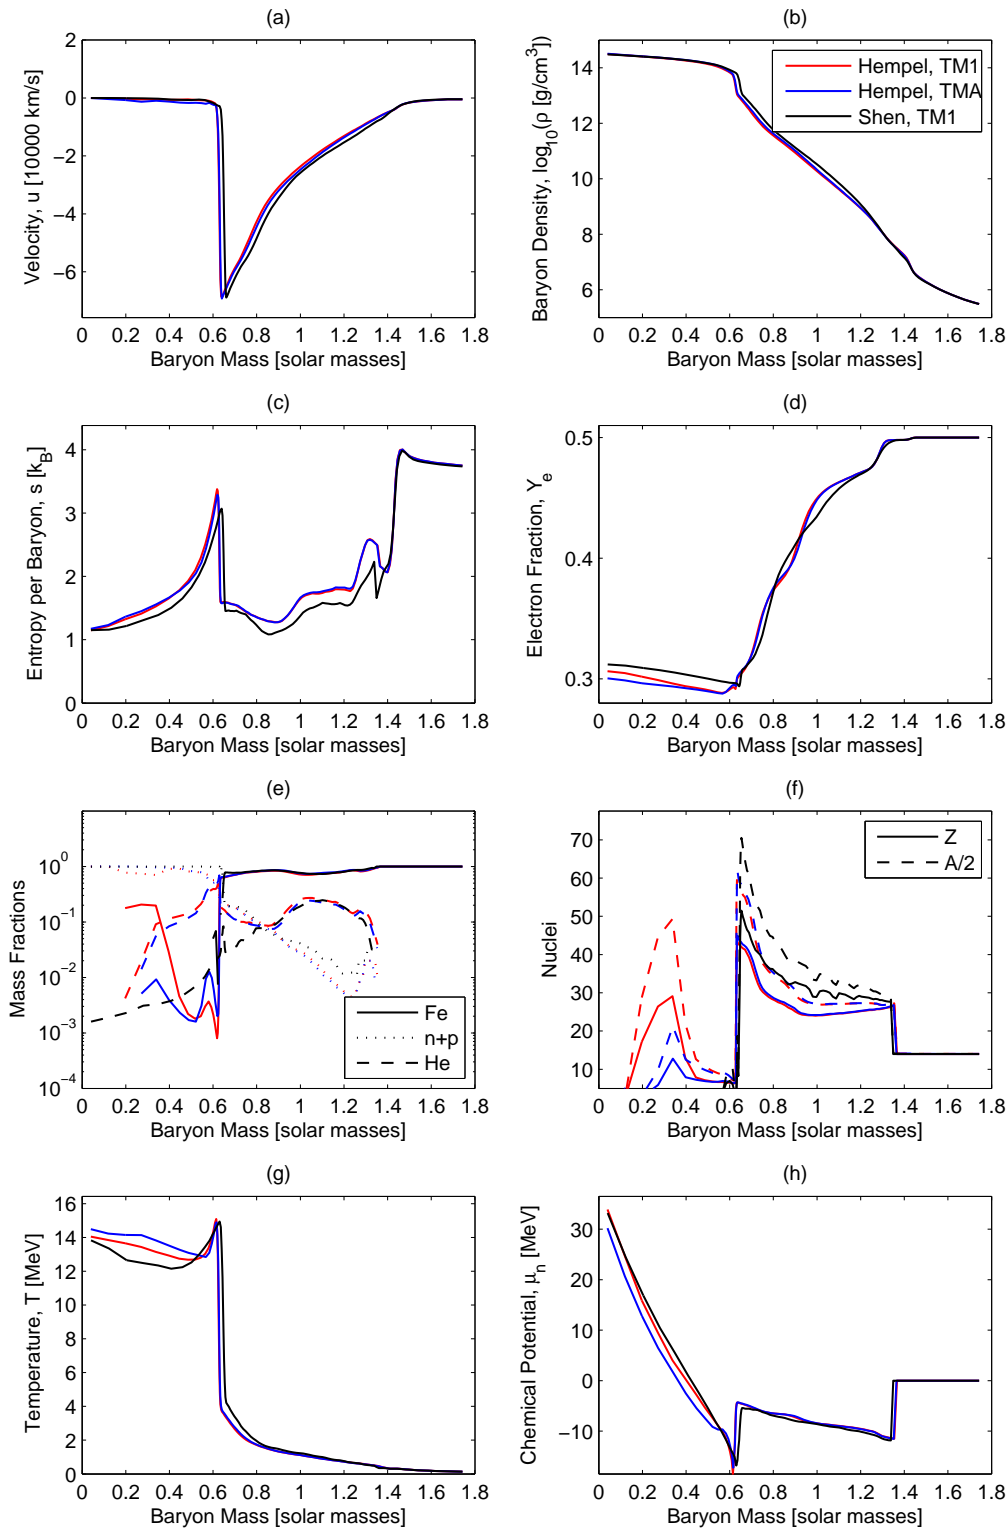 (a)
2
0
−2
−4
−6
0 0.2 0.4 0.6 0.8 1 1.2 1.4 1.6 1.8
Velocity, u [10000 km/s]
Baryon Mass [solar masses]
(b)
14
12
10
8
6
0 0.2 0.4 0.6 0.8 1 1.2 1.4 1.6 1.8
Baryon Density, log10(ρ [g/cm3])
Baryon Mass [solar masses]
Hempel, TM1
Hempel, TMA
Shen, TM1
(c)
4
3
2
1
0
0 0.2 0.4 0.6 0.8 1 1.2 1.4 1.6 1.8
Entropy per Baryon, s [kB]
Baryon Mass [solar masses]
(d)
0.5
0.4
0.3
0 0.2 0.4 0.6 0.8 1 1.2 1.4 1.6 1.8
Electron Fraction, Ye
Baryon Mass [solar masses]
(e)
10^0
10^−1
10^−2
10^−3
10^−4
0 0.2 0.4 0.6 0.8 1 1.2 1.4 1.6 1.8
Mass Fractions
Baryon Mass [solar masses]
Fe
n+p
He
(f)
70
60
50
40
30
20
10
0 0.2 0.4 0.6 0.8 1 1.2 1.4 1.6 1.8
Nuclei
Baryon Mass [solar masses]
Z
A/2
(g)
16
14
12
10
8
6
4
2
0
0 0.2 0.4 0.6 0.8 1 1.2 1.4 1.6 1.8
Temperature, T [MeV]
Baryon Mass [solar masses]
(h)
30
20
10
0
−10
0 0.2 0.4 0.6 0.8 1 1.2 1.4 1.6 1.8
Chemical Potential, μn [MeV]
Baryon Mass [solar masses]